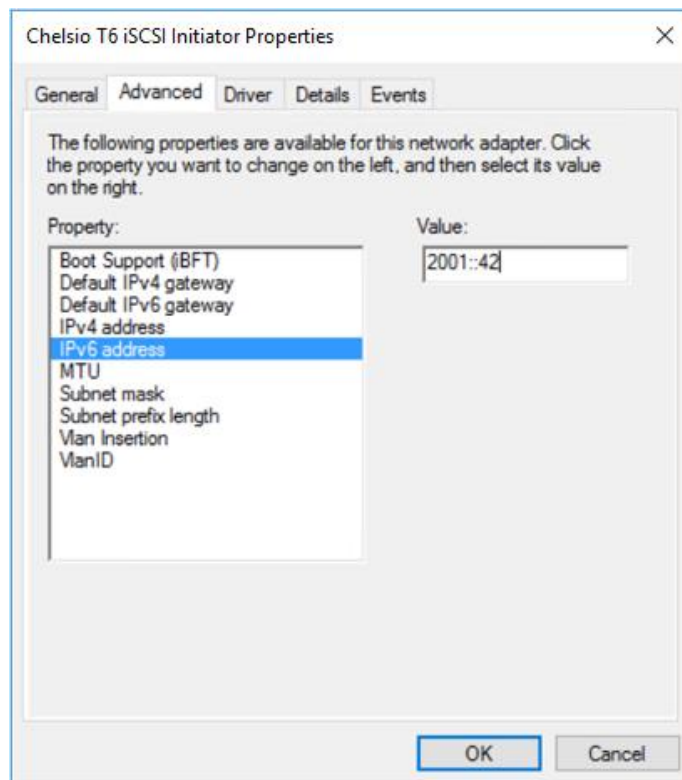 Chelsio T6 iSCSI Initiator Properties
General Advanced Driver Details Events
The following properties are available for this network adapter. Click
the property you want to change on the left, and then select its value
on the right.
Property:
Value:
Boot Support (iBFT)
2001::42
Default IPv4 gateway
Default IPv6 gateway
IPv4 address
IPv6 address
MTU
Subnet mask
Subnet prefix length
Vlan Insertion
VlanID
OK
Cancel